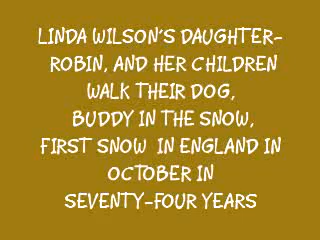 LINDA WILSON'S DAUGHTER-
ROBIN, AND HER CHILDREN
WALK THEIR DOG,
BUDDY IN THE SNOW,
FIRST SNOW IN ENGLAND IN
OCTOBER IN
SEVENTY-FOUR YEARS